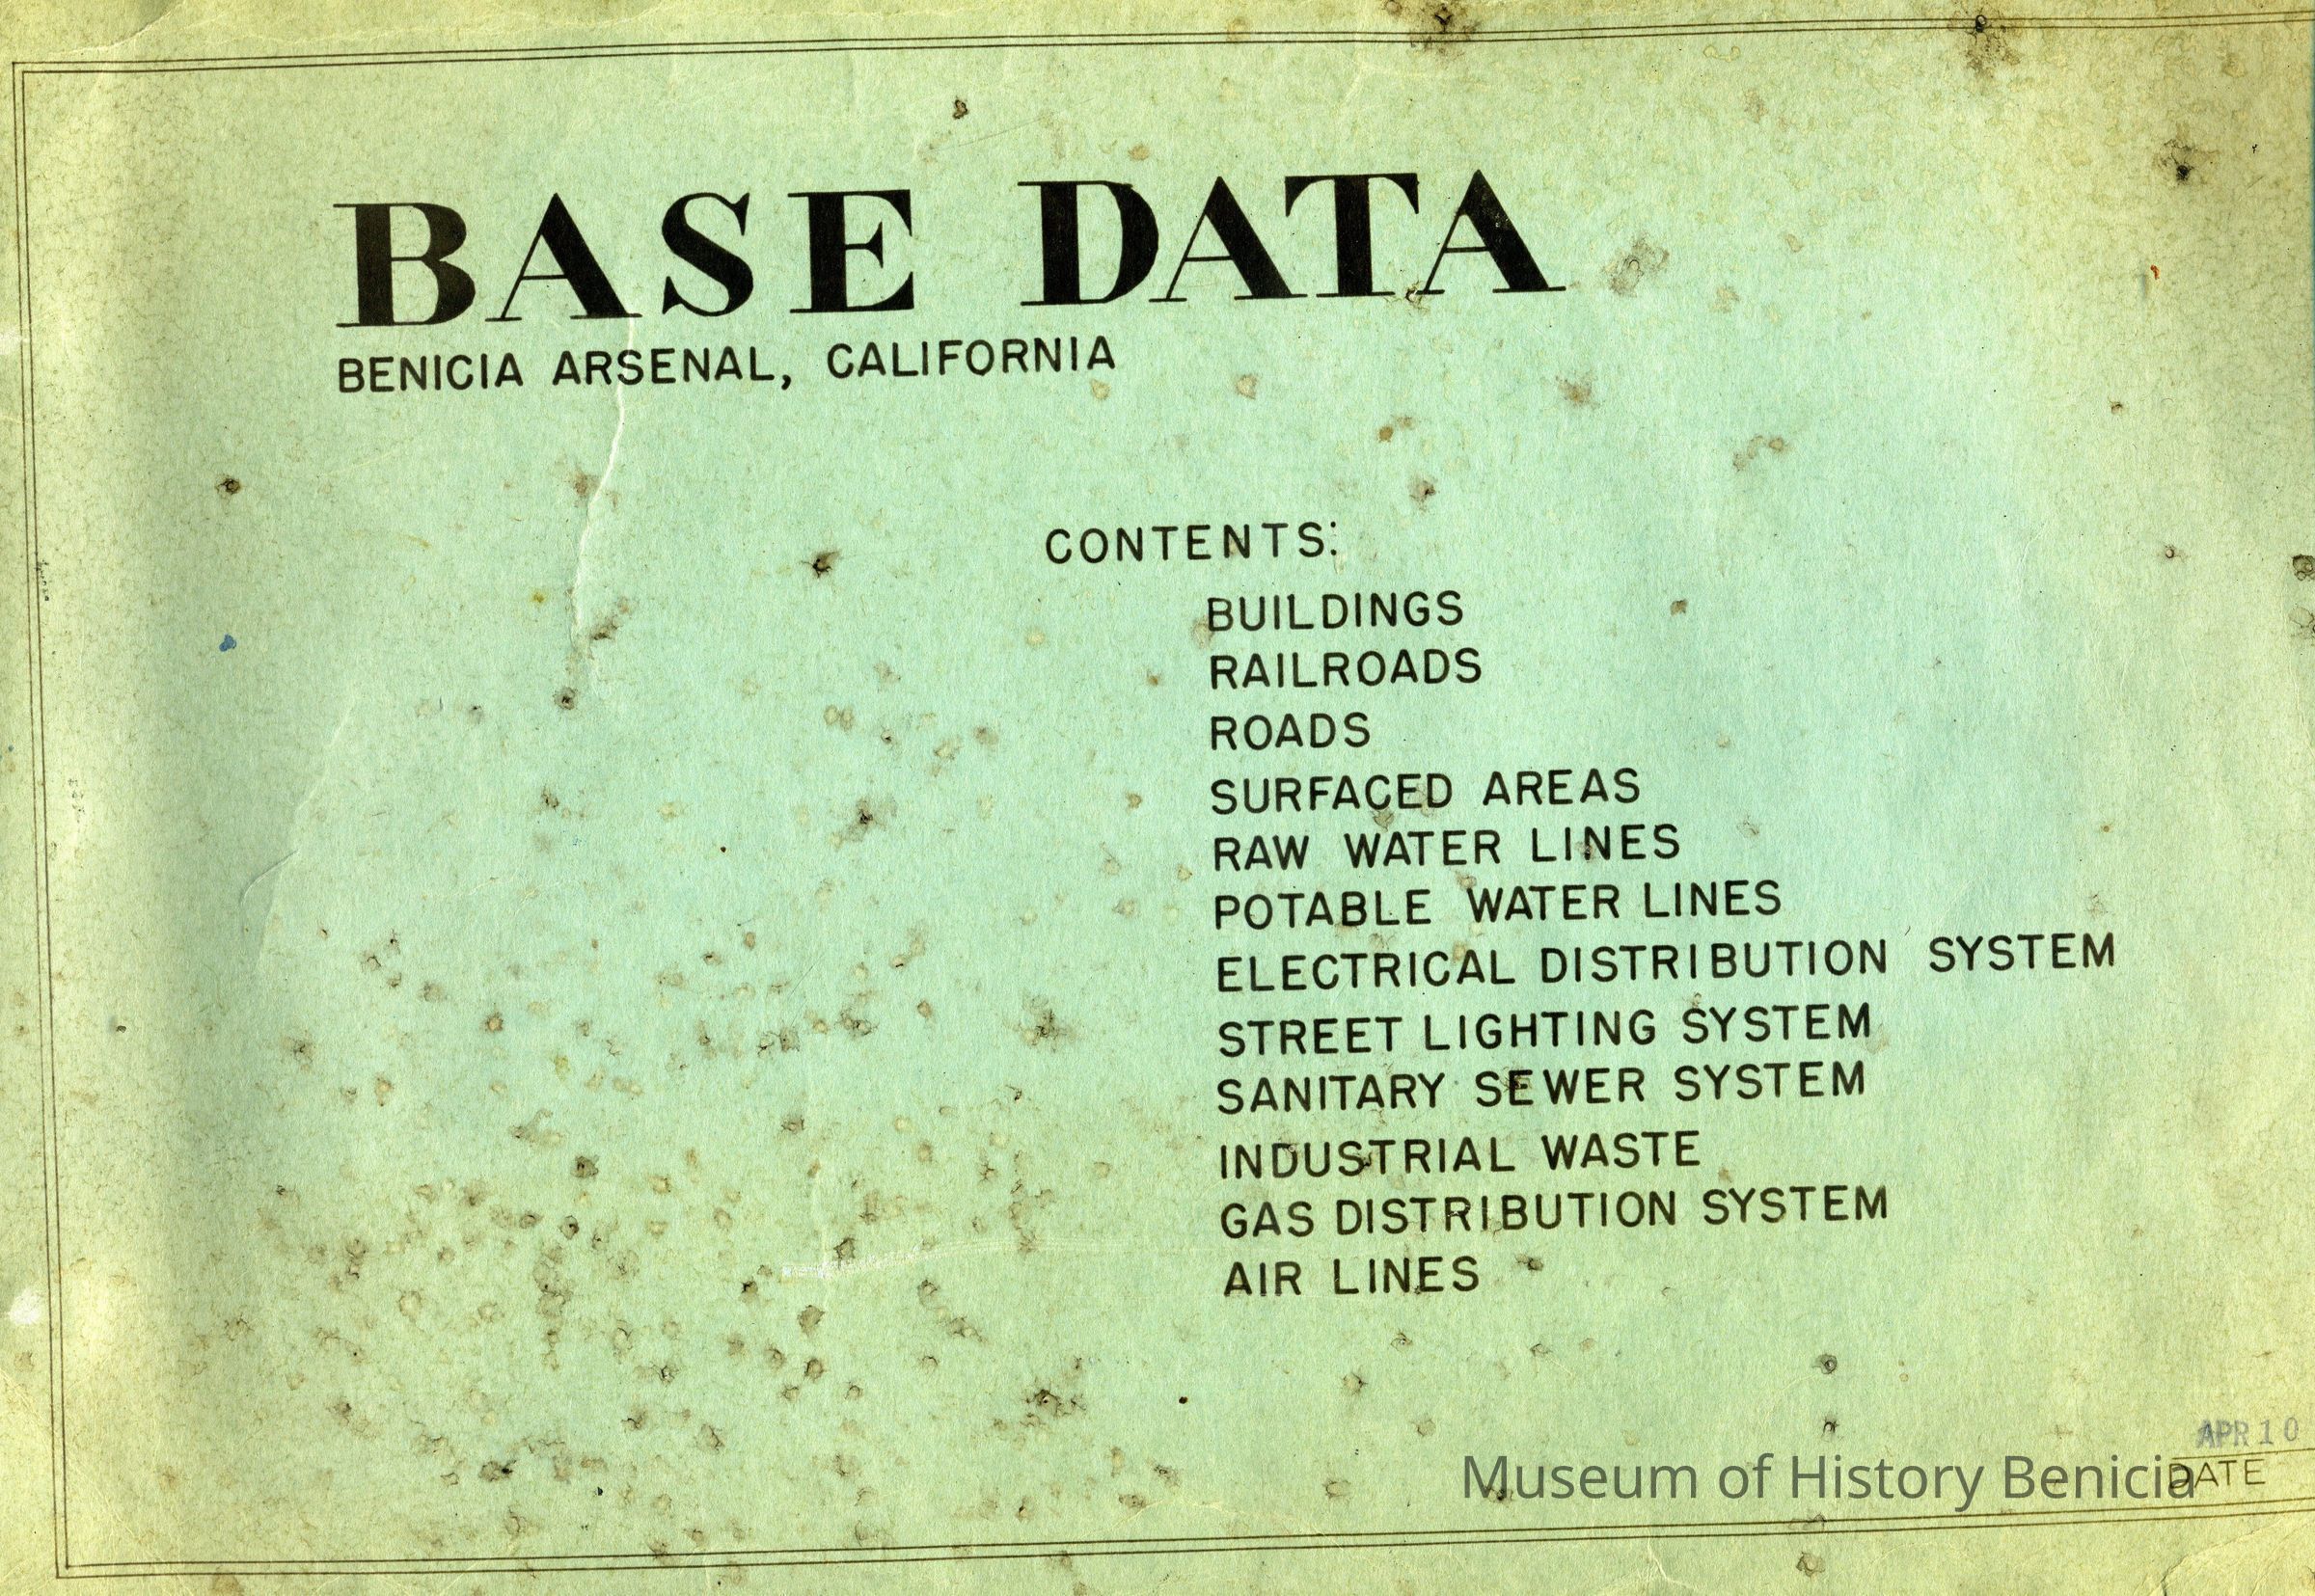 BASE DATA
BENICIA ARSENAL, CALIFORNIA
CONTENTS:
BUILDINGS
RAILROADS
ROADS
SURFACED AREAS
RAW WATER LINES
POTABLE WATER LINES
ELECTRICAL DISTRIBUTION SYSTEM
STREET LIGHTING SYSTEM
SANITARY SEWER SYSTEM
INDUSTRIAL WASTE
GAS DISTRIBUTION SYSTEM
AIR LINES
APR 10
DATE
Museum of History Benicia